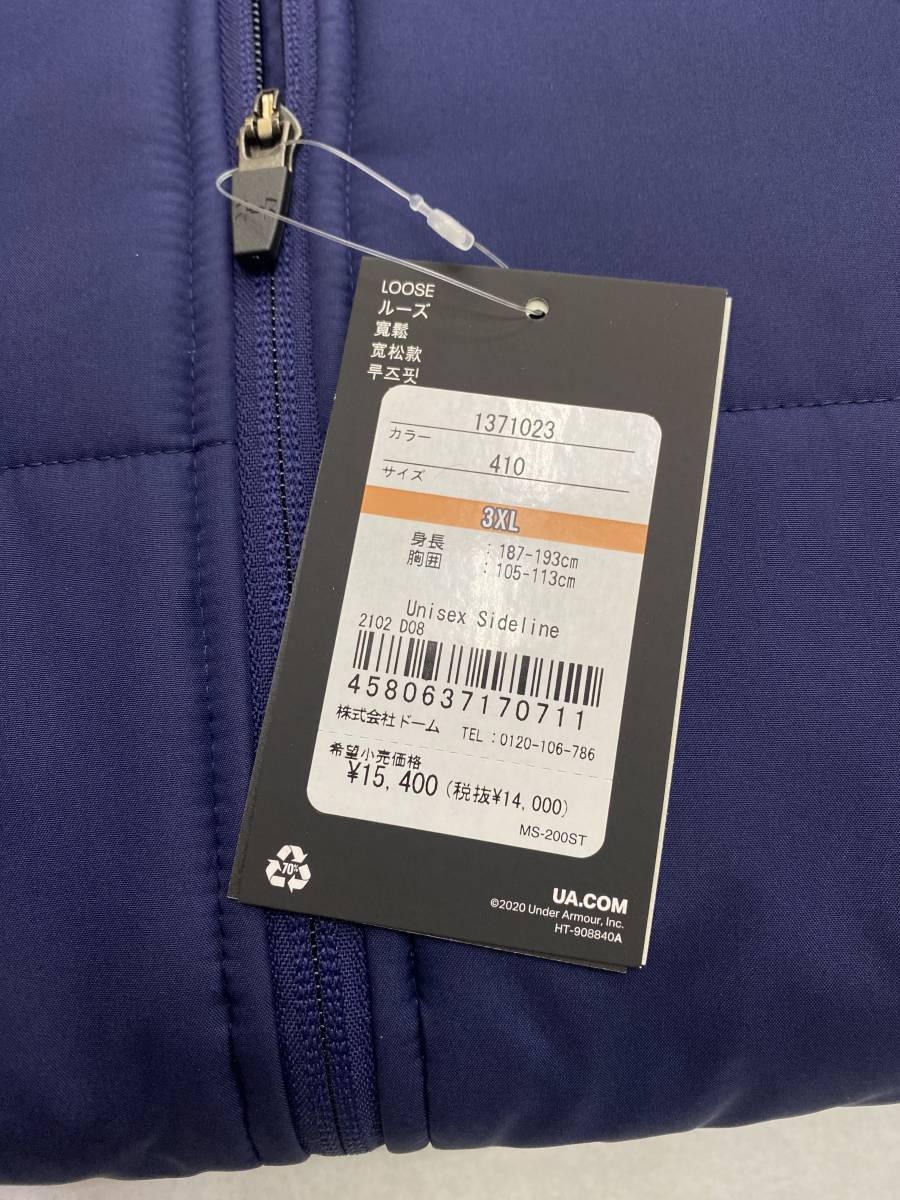 LOOSE
ルーズ
寬鬆
宽松款
루즈핏
1371023
カラー
410
サイズ
3XL
身長 : 187-193cm
胸囲 : 105-113cm
Unisex Sideline
2102 D08
4580637170711
株式会社ドーム TEL : 0120-106-786
希望小売価格
¥15,400 (税抜¥14,000)
MS-200ST
70%
UA.COM
©2020 Under Armour, Inc.
HT-908840A